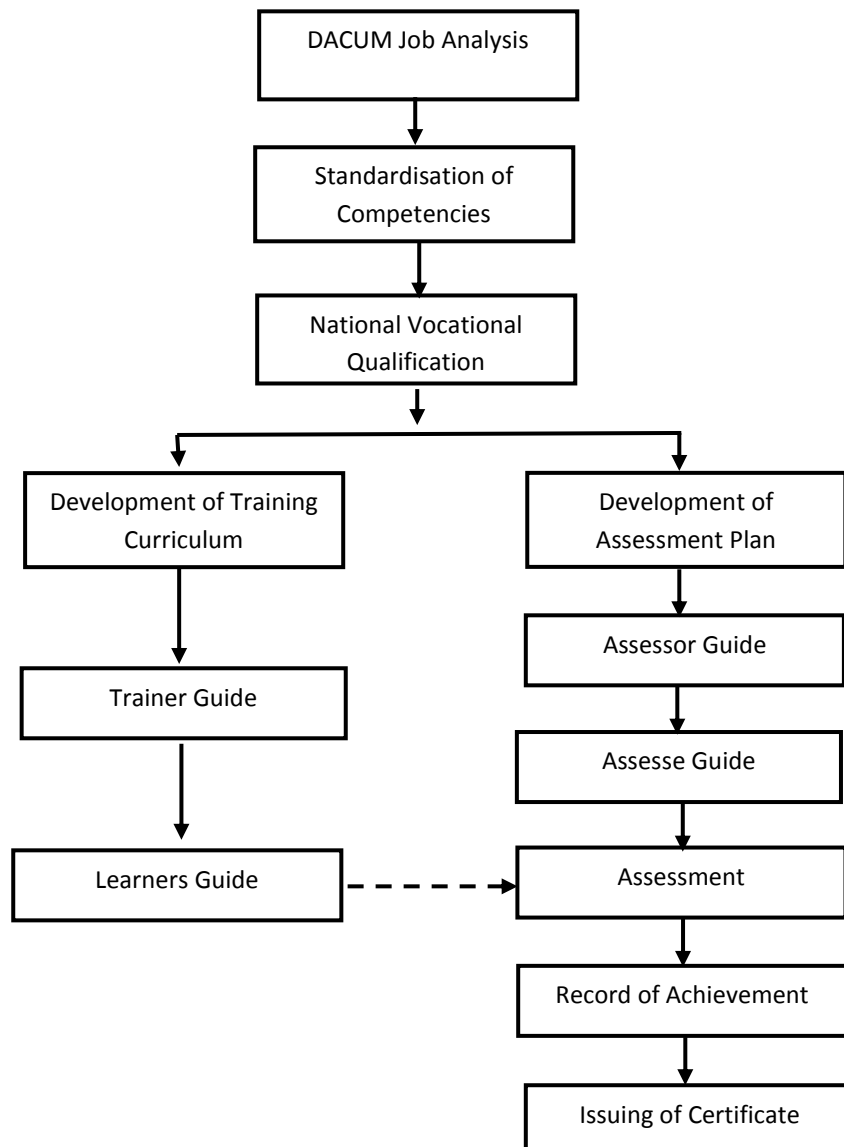 DACUM Job Analysis
Standardisation of
Competencies
National Vocational
Qualification
Development of Training
Curriculum
Development of
Assessment Plan
Assessor Guide
Trainer Guide
Assesse Guide
Learners Guide
Assessment
Record of Achievement
Issuing of Certificate